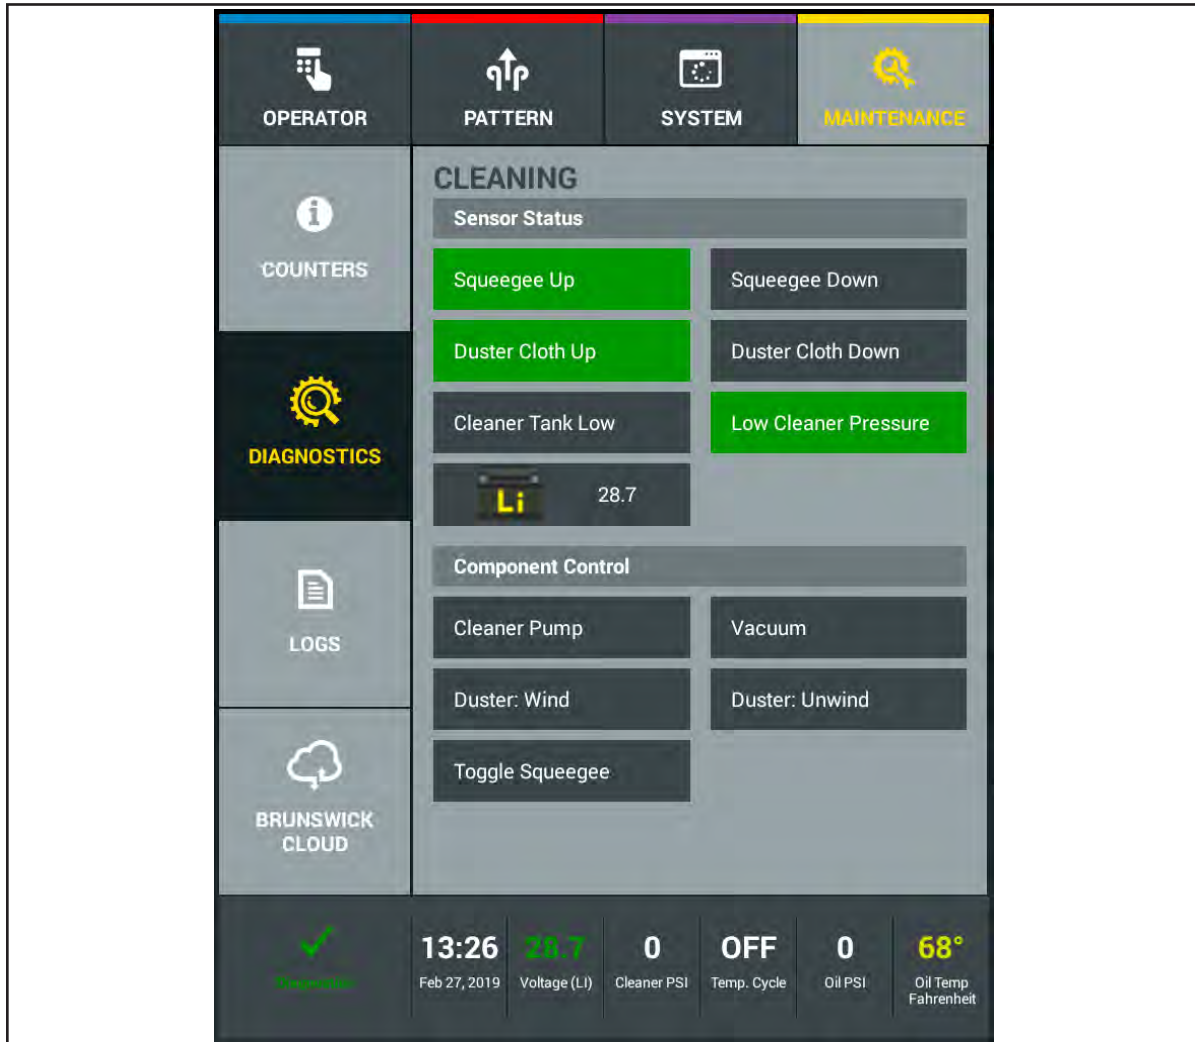 OPERATOR
PATTERN
SYSTEM
MAINTENANCE
COUNTERS
DIAGNOSTICS
LOGS
BRUNSWICK
CLOUD
CLEANING
Sensor Status
Squeegee Up
Squeegee Down
Duster Cloth Up
Duster Cloth Down
Cleaner Tank Low
Low Cleaner Pressure
Li 28.7
Component Control
Cleaner Pump
Vacuum
Duster: Wind
Duster: Unwind
Toggle Squeegee
13:26
Feb 27, 2019
28.7
Voltage (LI)
0
Cleaner PSI
OFF
Temp. Cycle
0
Oil PSI
68°
Oil Temp
Fahrenheit